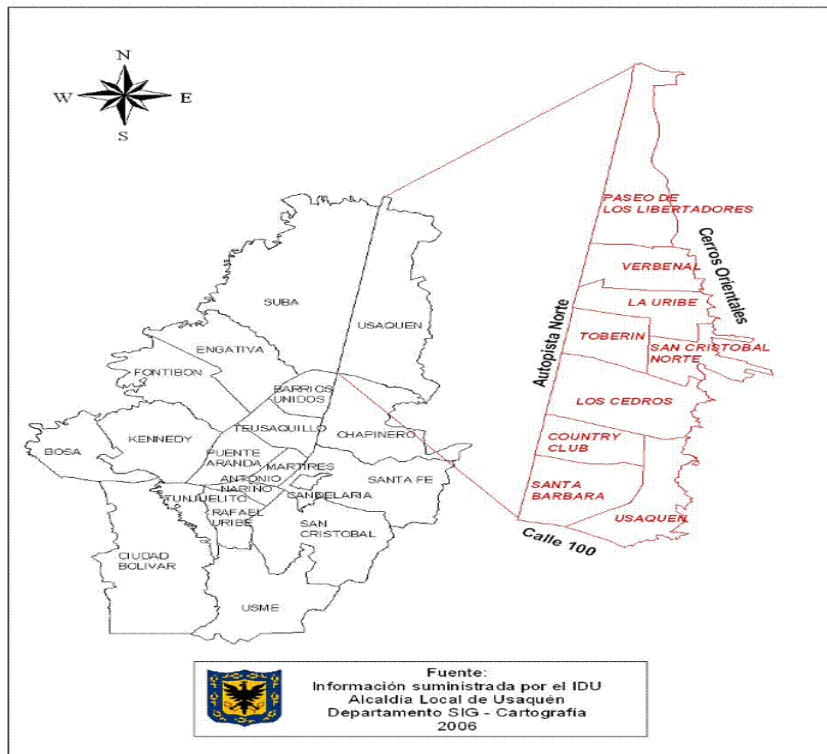 N
W E
S
SUBA
USAQUEN
ENGATIVA
FONTIBON
BARRIOS
UNIDOS
TEUSAQUILLO
CHAPINERO
BOSA
KENNEDY
PUENTE
ARANDA
MARTIRES
SANTA FE
ANTONIO
NARIÑO
CANDELARIA
TUNJUELITO
RAFAEL
URIBE
SAN
CRISTOBAL
CIUDAD
BOLIVAR
USME
PASEO DE
LOS LIBERTADORES
Cerros Orientales
VERBENAL
LA URIBE
Autopista Norte
TOBERIN
SAN CRISTOBAL
NORTE
LOS CEDROS
COUNTRY
CLUB
SANTA
BARBARA
USAQUEN
Calle 100
Fuente:
Información suministrada por el IDU
Alcaldía Local de Usaquén
Departamento SIG - Cartografía
2006